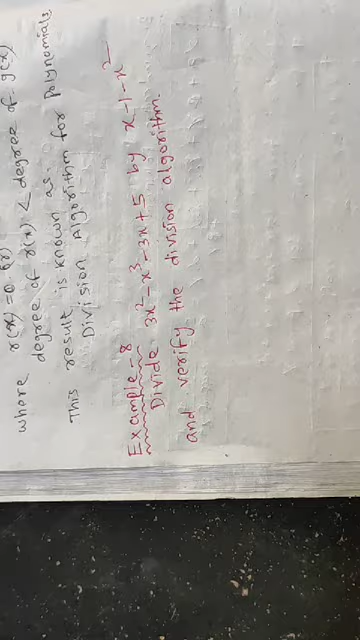 where r(x) = 0 (or)
degree of r(x) < degree of g(x)
This result is known as
Division Algorithm for polynomials
Example-8
Divide 3x²-x³-3x+5 by x-1-x²
and verify the division algorithm.